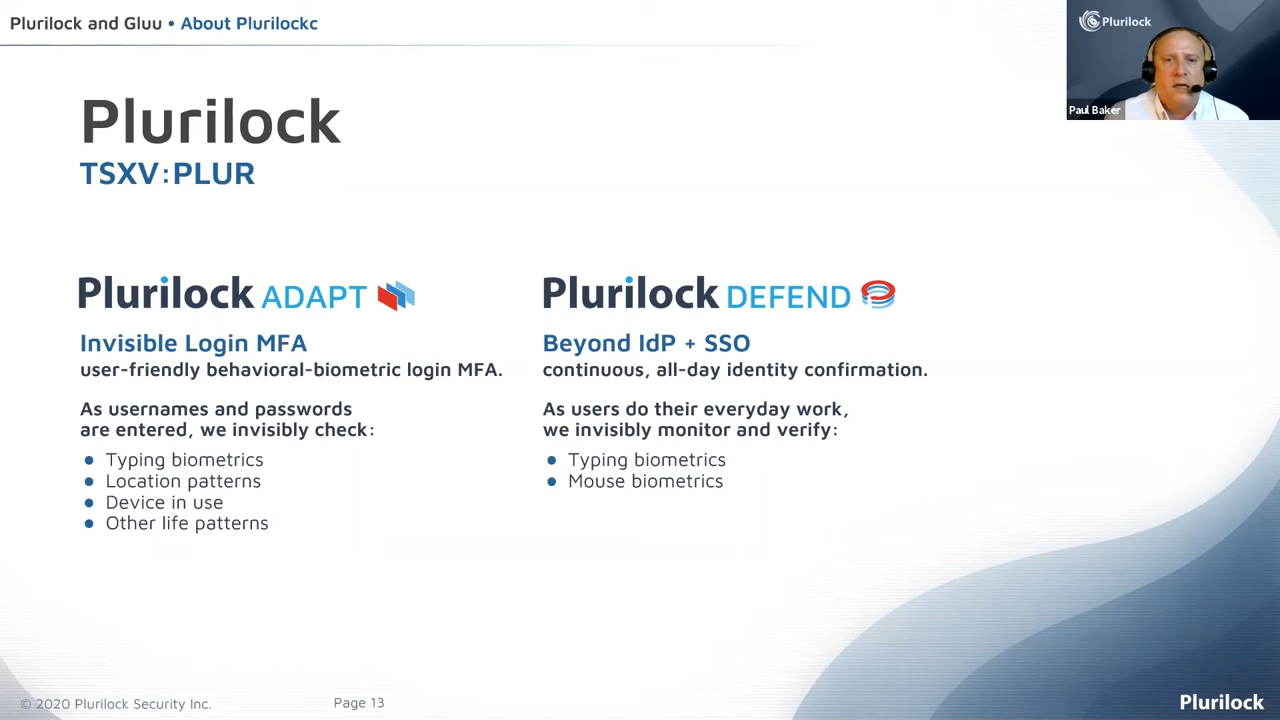 Plurilock and Gluu • About Plurilockc
Plurilock
Paul Baker
Plurilock
TSXV:PLUR
Plurilock ADAPT
Invisible Login MFA
user-friendly behavioral-biometric login MFA.
As usernames and passwords
are entered, we invisibly check:
● Typing biometrics
● Location patterns
● Device in use
● Other life patterns
Plurilock DEFEND
Beyond IdP + SSO
continuous, all-day identity confirmation.
As users do their everyday work,
we invisibly monitor and verify:
● Typing biometrics
● Mouse biometrics
© 2020 Plurilock Security Inc.
Page 13
Plurilock